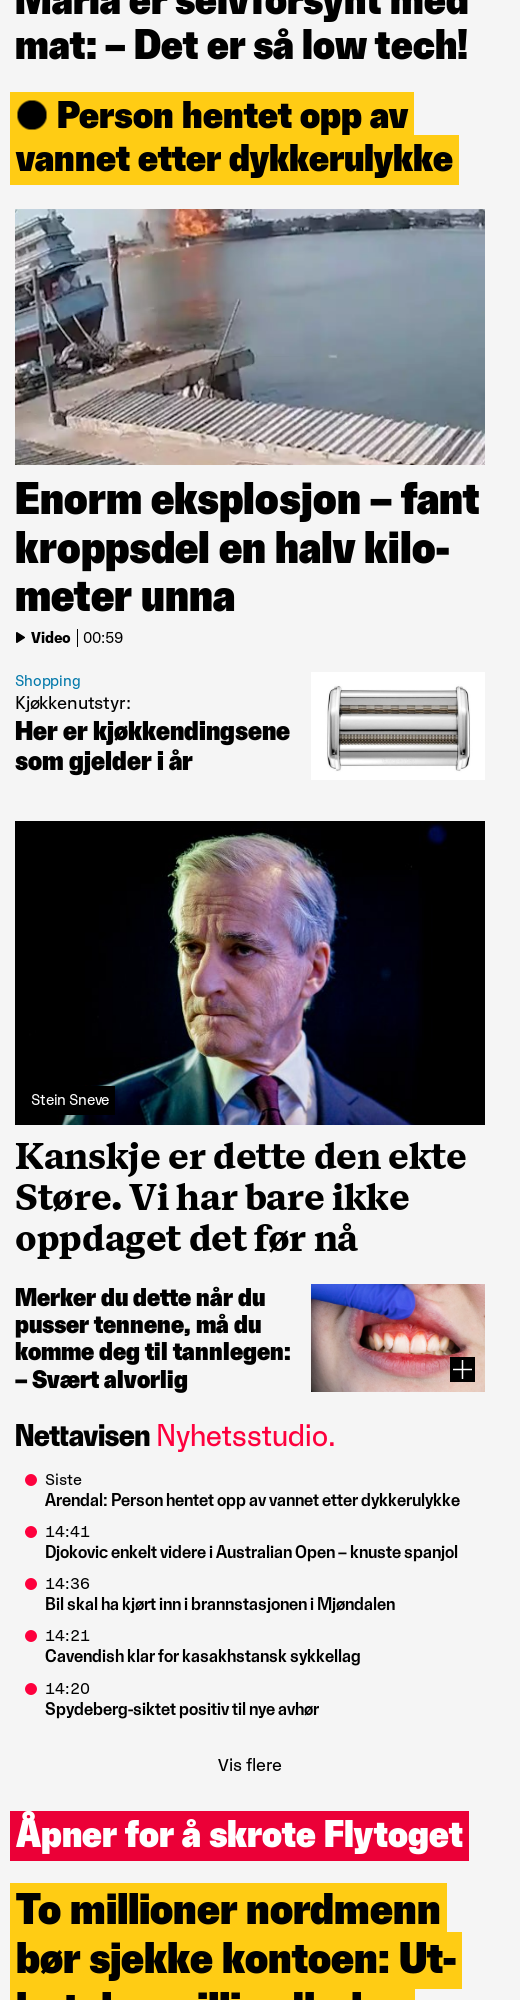 Maria er selvforsynt med
mat: – Det er så low tech!
Person hentet opp av
vannet etter dykkerulykke
Enorm eksplosjon – fant
kroppsdel en halv kilo-
meter unna
Video | 00:59
Shopping
Kjøkkenutstyr:
Her er kjøkkendingsene
som gjelder i år
Stein Sneve
Kanskje er dette den ekte
Støre. Vi har bare ikke
oppdaget det før nå
Merker du dette når du
pusser tennene, må du
komme deg til tannlegen:
– Svært alvorlig
Nettavisen Nyhetsstudio.
Siste
Arendal: Person hentet opp av vannet etter dykkerulykke
14:41
Djokovic enkelt videre i Australian Open – knuste spanjol
14:36
Bil skal ha kjørt inn i brannstasjonen i Mjøndalen
14:21
Cavendish klar for kasakhstansk sykkellag
14:20
Spydeberg-siktet positiv til nye avhør
Vis flere
Åpner for å skrote Flytoget
To millioner nordmenn
bør sjekke kontoen: Ut-